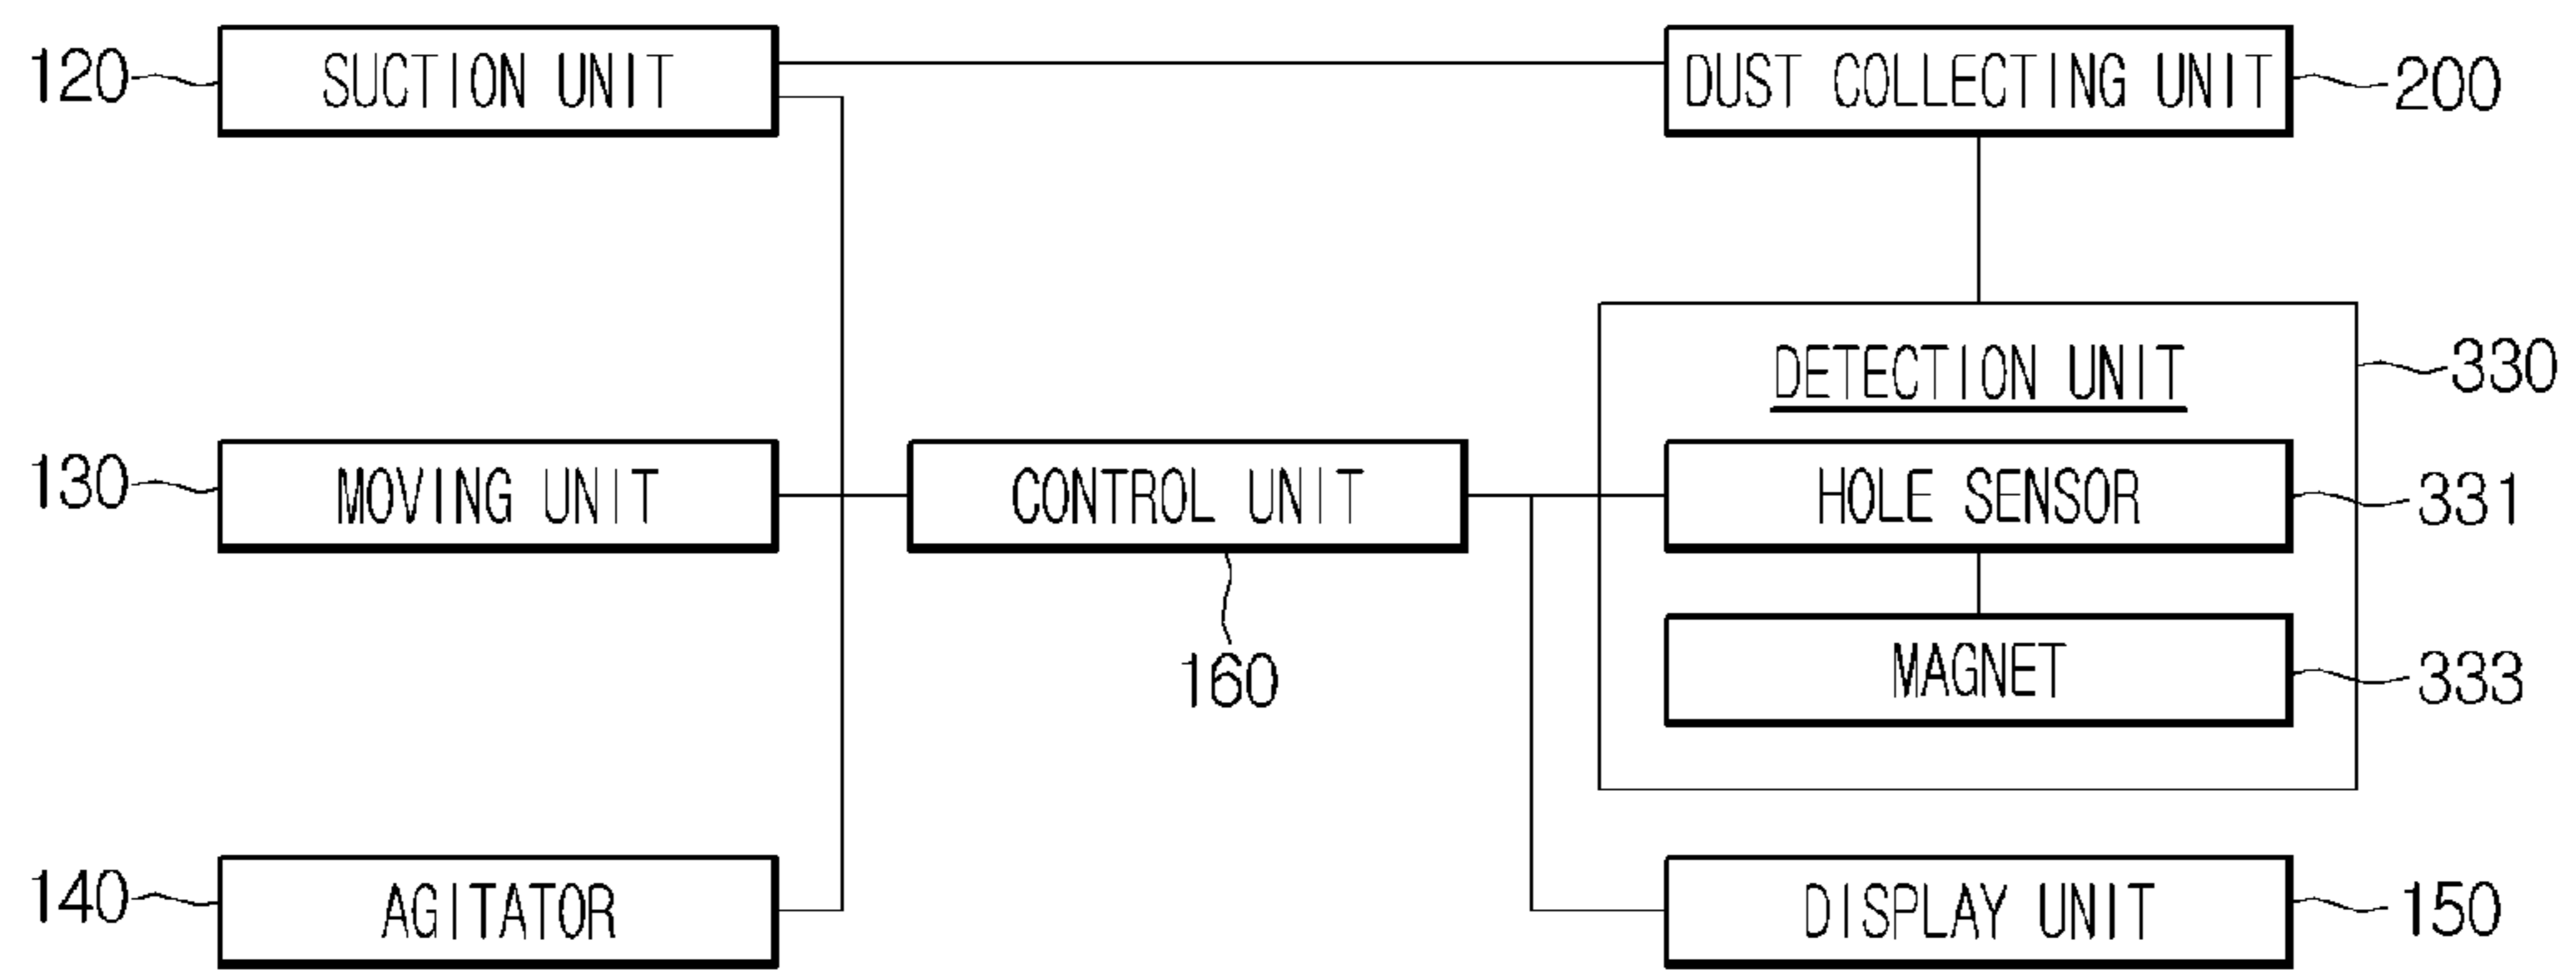 120 SUCTION UNIT DUST COLLECTING UNIT 200
DETECTION UNIT 330
130 MOVING UNIT CONTROL UNIT HOLE SENSOR 331
160 MAGNET 333
140 AGITATOR DISPLAY UNIT 150